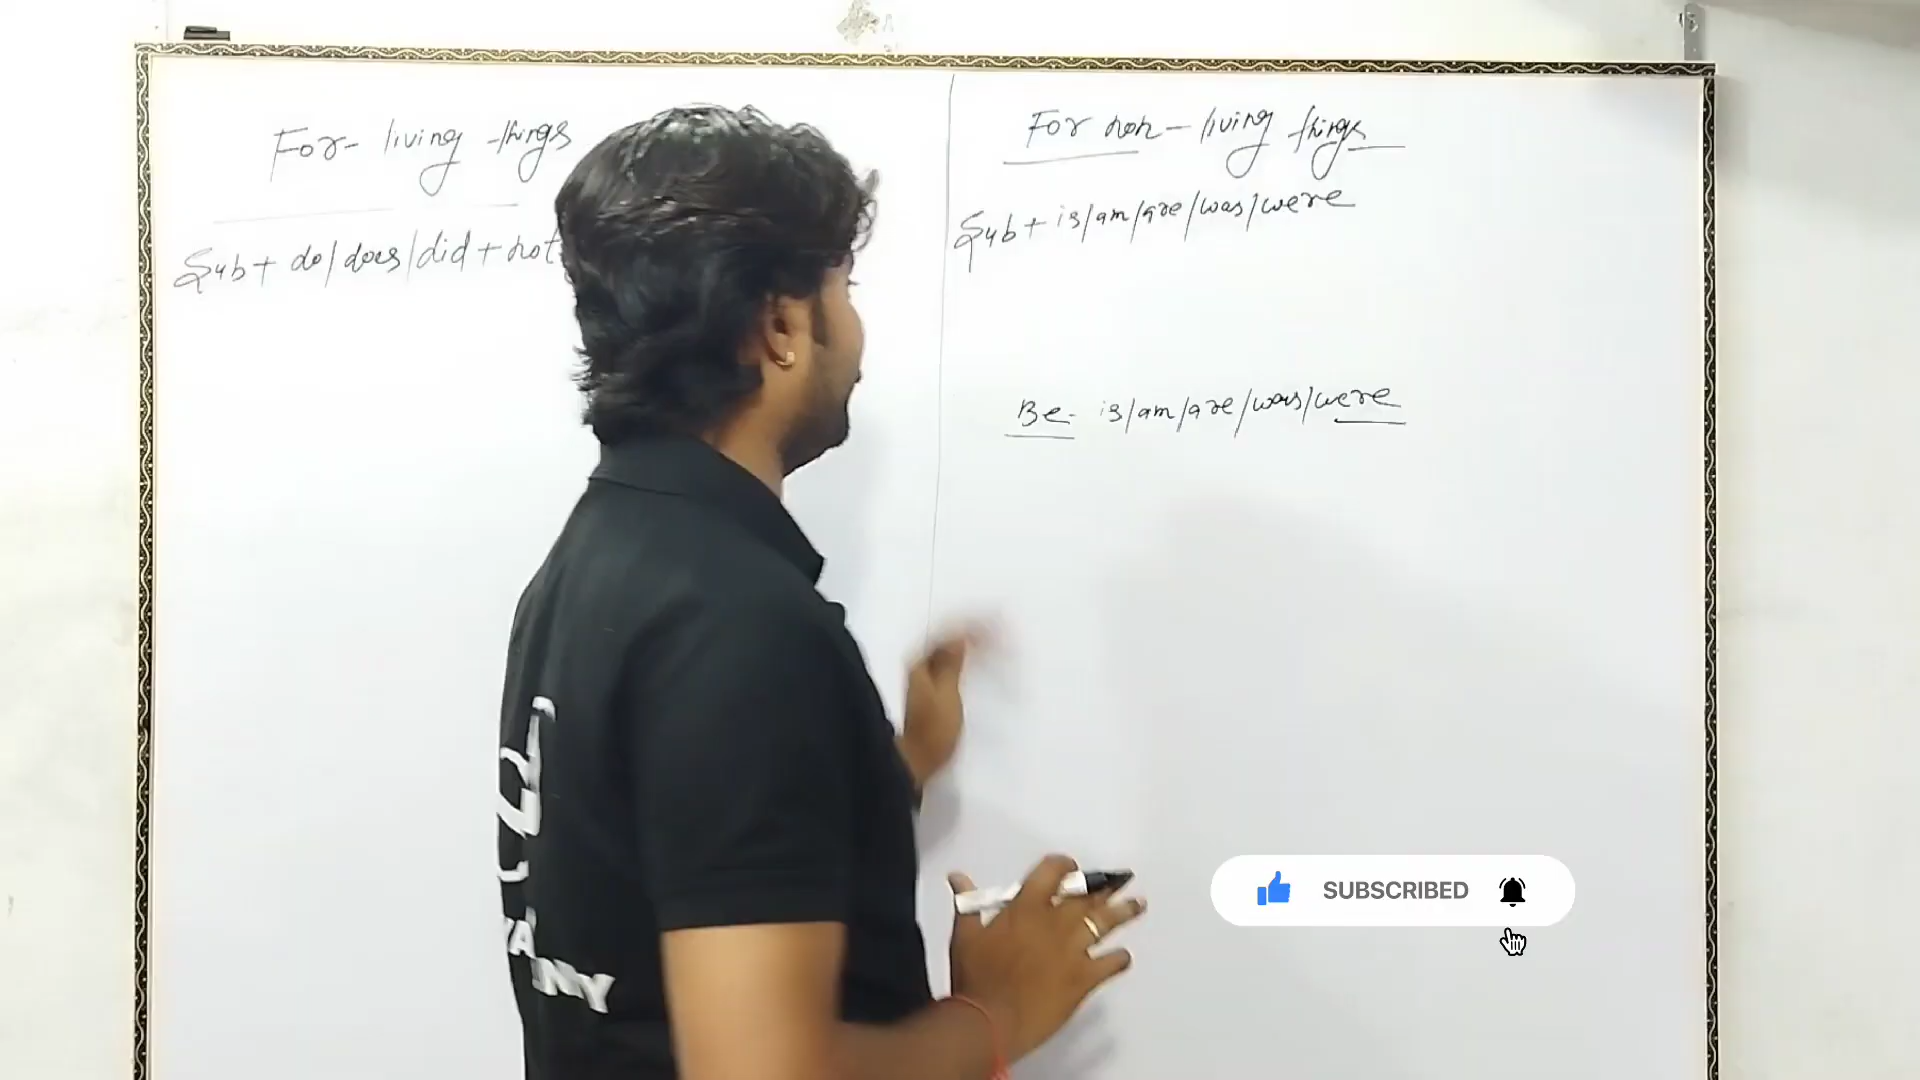 For- living things
Sub + do/does/did + not
For non - living things
Sub + is/am/are/was/were
Be - is/am/are/was/were
SUBSCRIBED